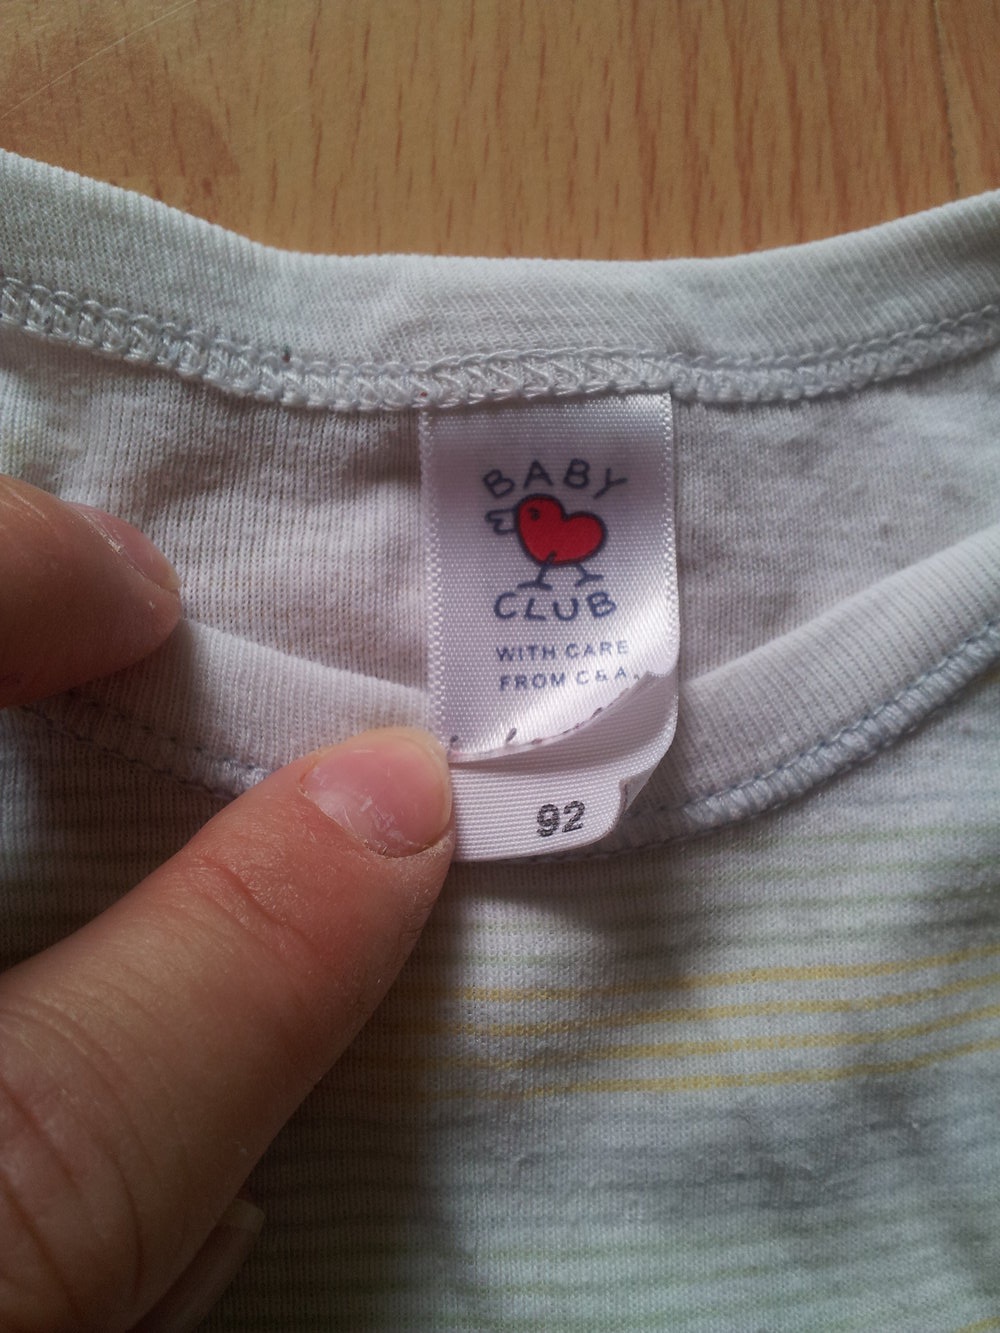 BABY
CLUB
WITH CARE
FROM C&A.
92